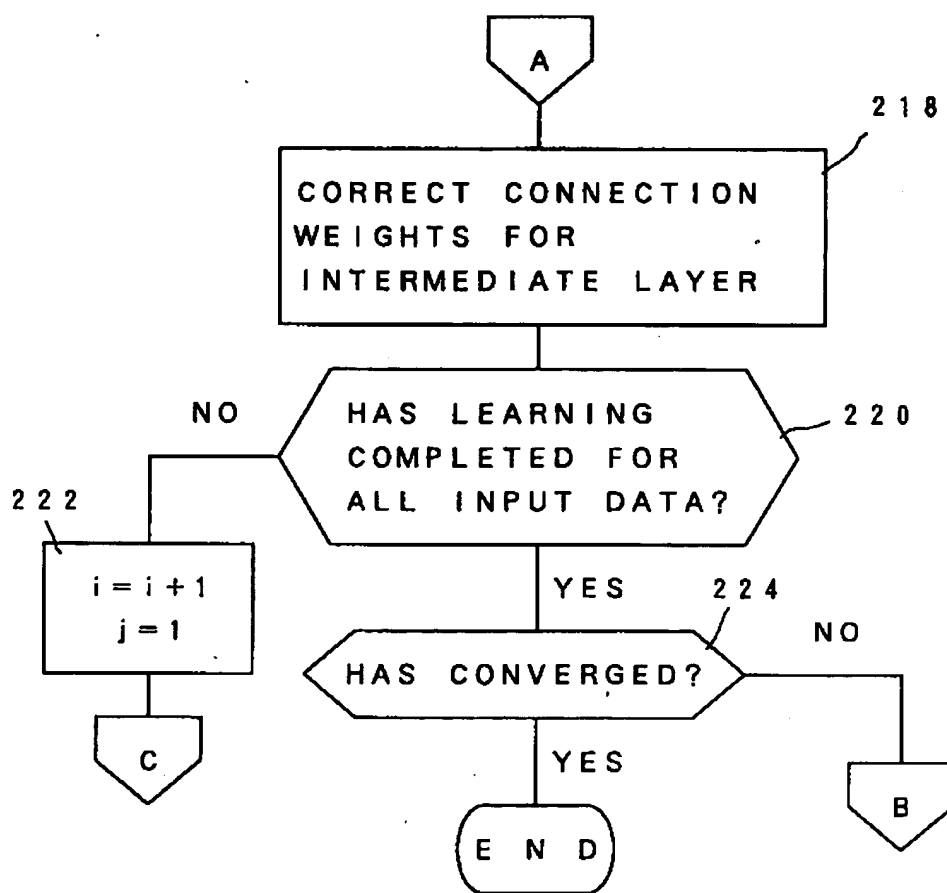 A
218
CORRECT CONNECTION
WEIGHTS FOR
INTERMEDIATE LAYER
NO
HAS LEARNING
COMPLETED FOR
ALL INPUT DATA?
220
222
i = i + 1
j = 1
C
YES
224
HAS CONVERGED?
NO
B
YES
END